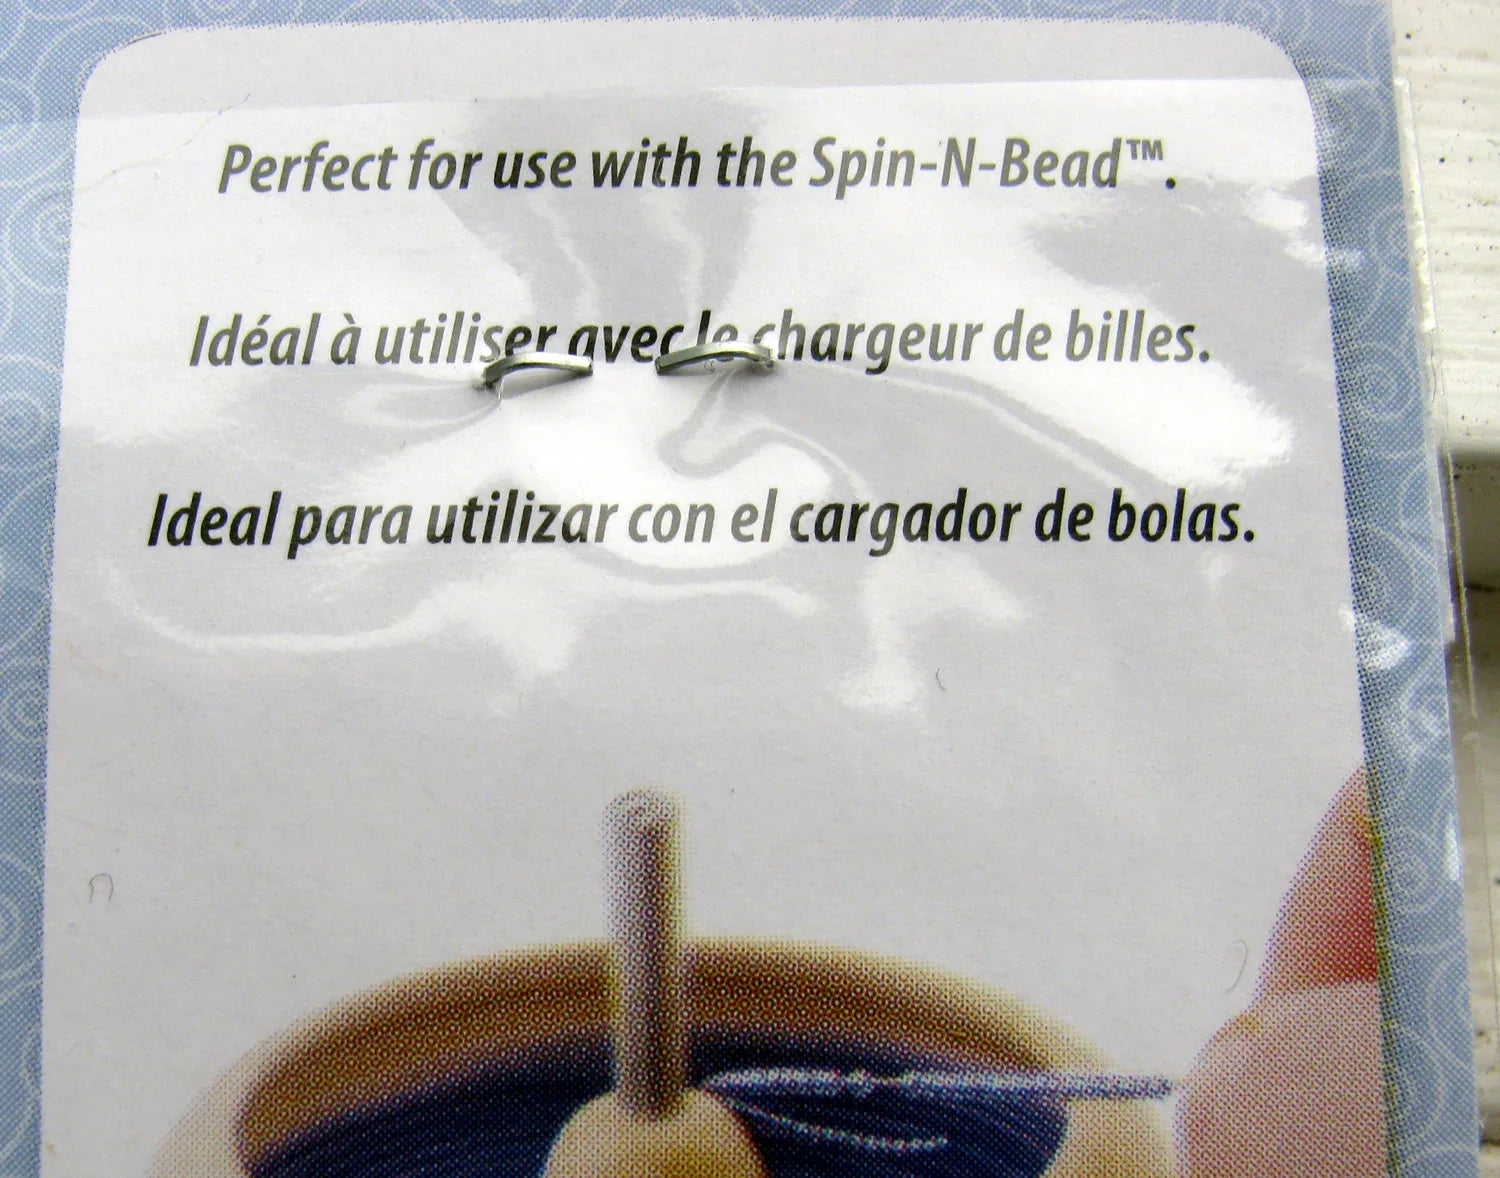 Perfect for use with the Spin-N-Bead™.
Idéal à utiliser avec le chargeur de billes.
Ideal para utilizar con el cargador de bolas.